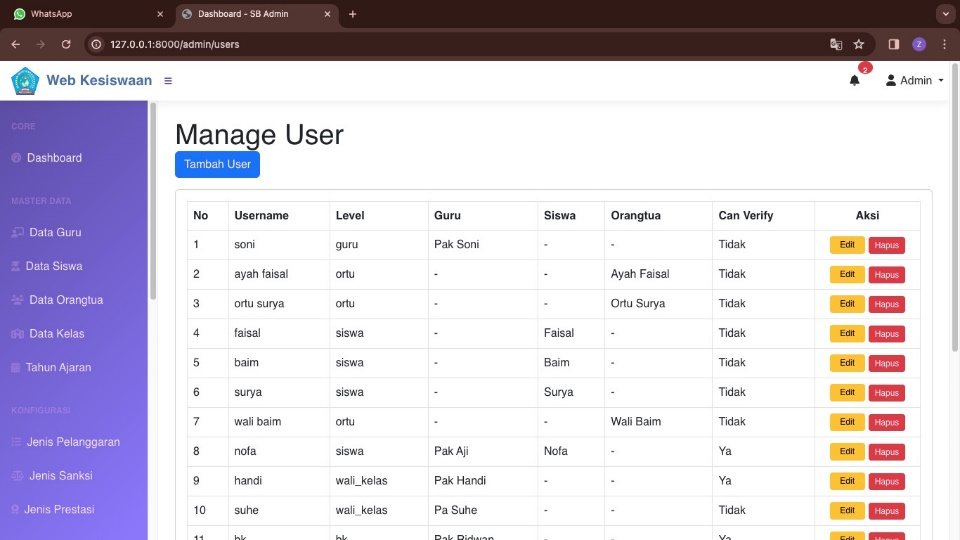 WhatsApp
Dashboard - SB Admin
127.0.0.1:8000/admin/users
Z
Web Kesiswaan
2
Admin
CORE
Dashboard
MASTER DATA
Data Guru
Data Siswa
Data Orangtua
Data Kelas
Tahun Ajaran
KONFIGURASI
Jenis Pelanggaran
Jenis Sanksi
Jenis Prestasi
Manage User
Tambah User
No Username Level Guru Siswa Orangtua Can Verify Aksi
1 soni guru Pak Soni - - Tidak Edit Hapus
2 ayah faisal ortu - - Ayah Faisal Tidak Edit Hapus
3 ortu surya ortu - - Ortu Surya Tidak Edit Hapus
4 faisal siswa - Faisal - Tidak Edit Hapus
5 baim siswa - Baim - Tidak Edit Hapus
6 surya siswa - Surya - Tidak Edit Hapus
7 wali baim ortu - - Wali Baim Tidak Edit Hapus
8 nofa siswa Pak Aji Nofa - Ya Edit Hapus
9 handi wali_kelas Pak Handi - - Ya Edit Hapus
10 suhe wali_kelas Pa Suhe - - Tidak Edit Hapus
11 bk bk Pak Ridwan - - Ya Edit Hapus